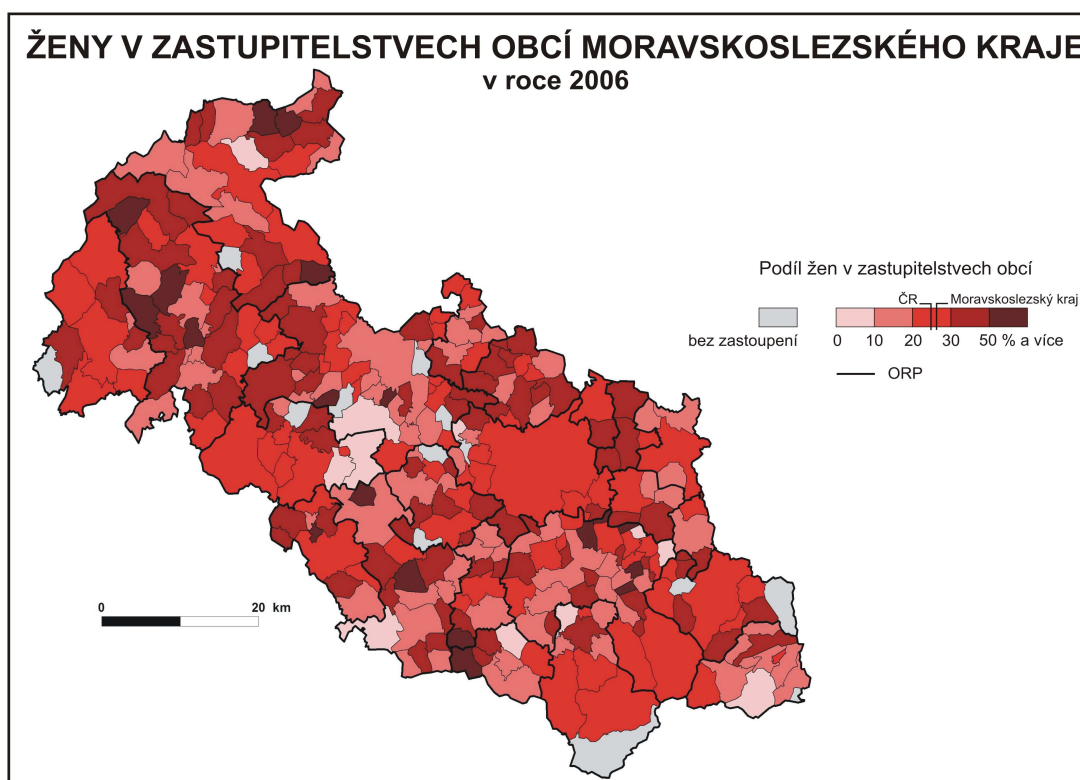 ŽENY V ZASTUPITELSTVECH OBCÍ MORAVSKOSLEZSKÉHO KRAJE
v roce 2006
Podíl žen v zastupitelstvech obcí
ČR Moravskoslezský kraj
bez zastoupení 0 10 20 30 50 % a více
ORP
0 20 km